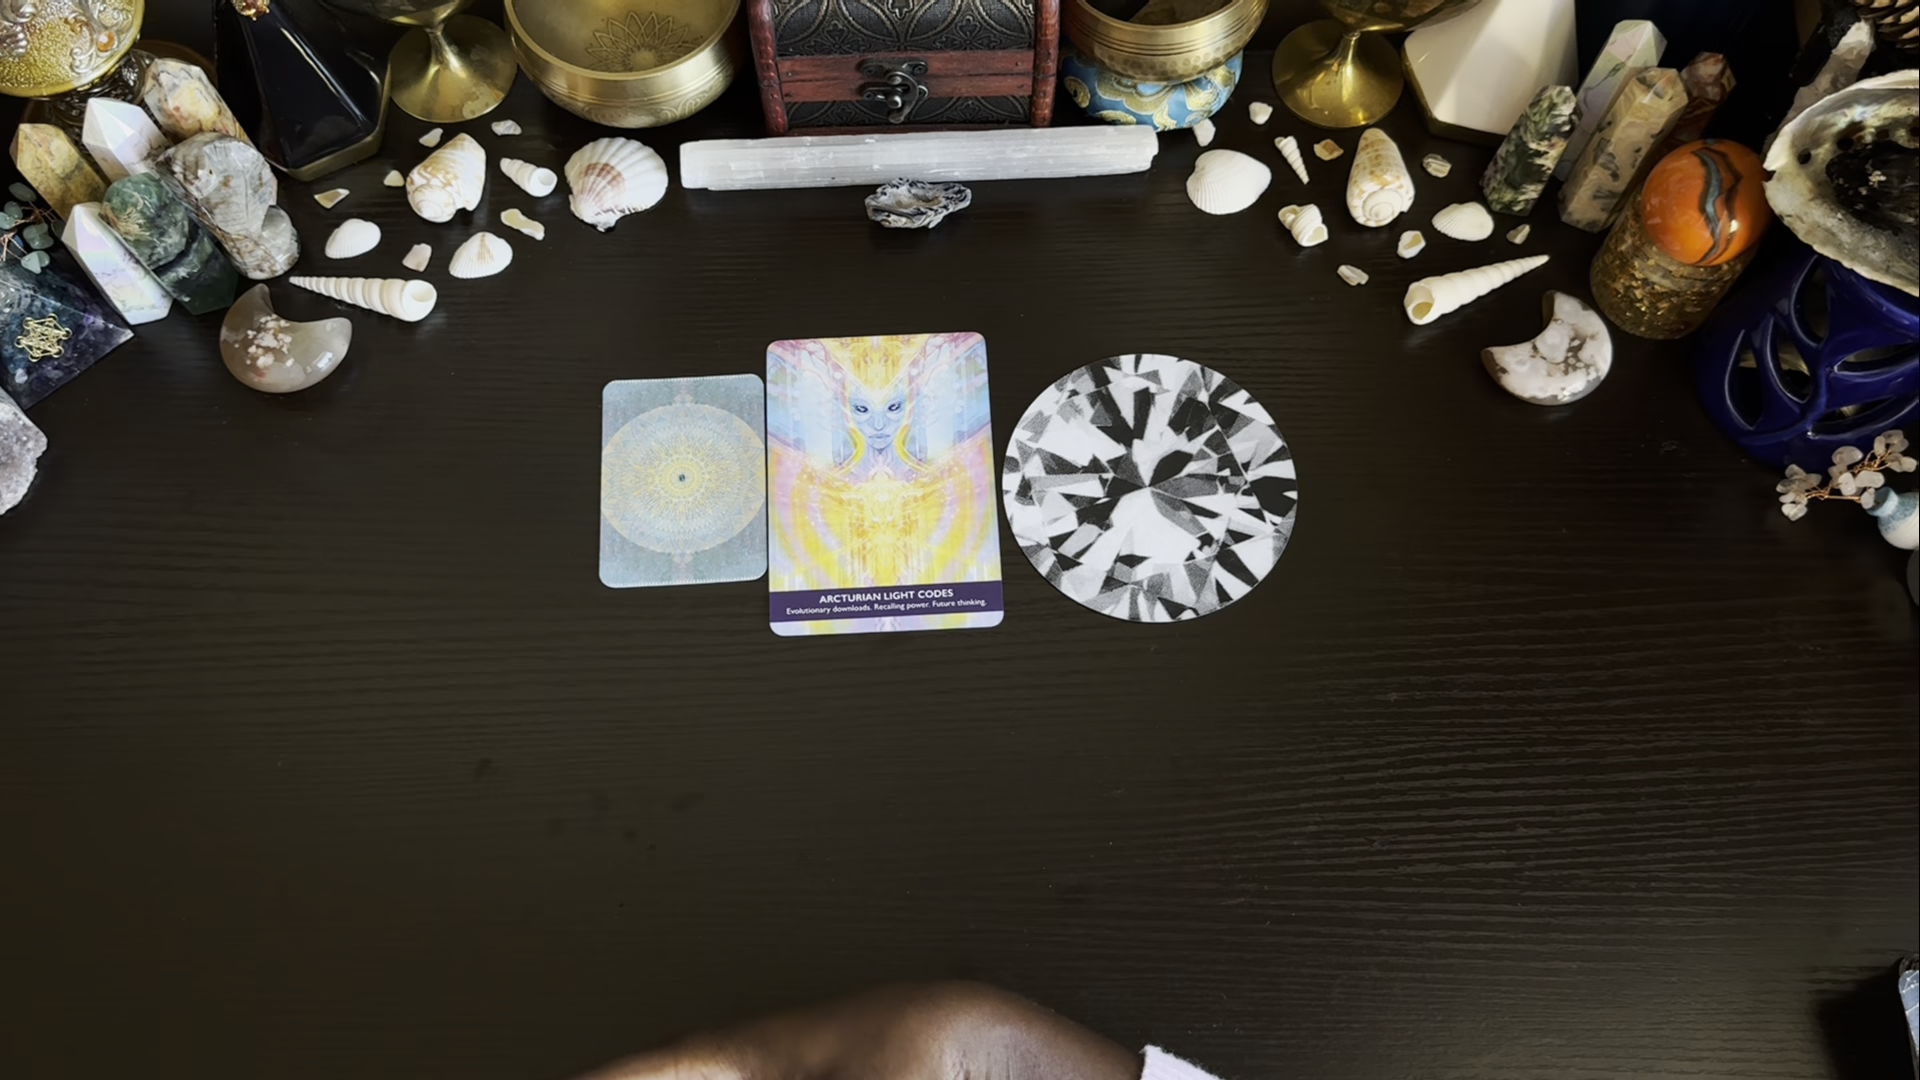 ARCTURIAN LIGHT CODES
Evolutionary downloads. Recalling power. Future thinking.